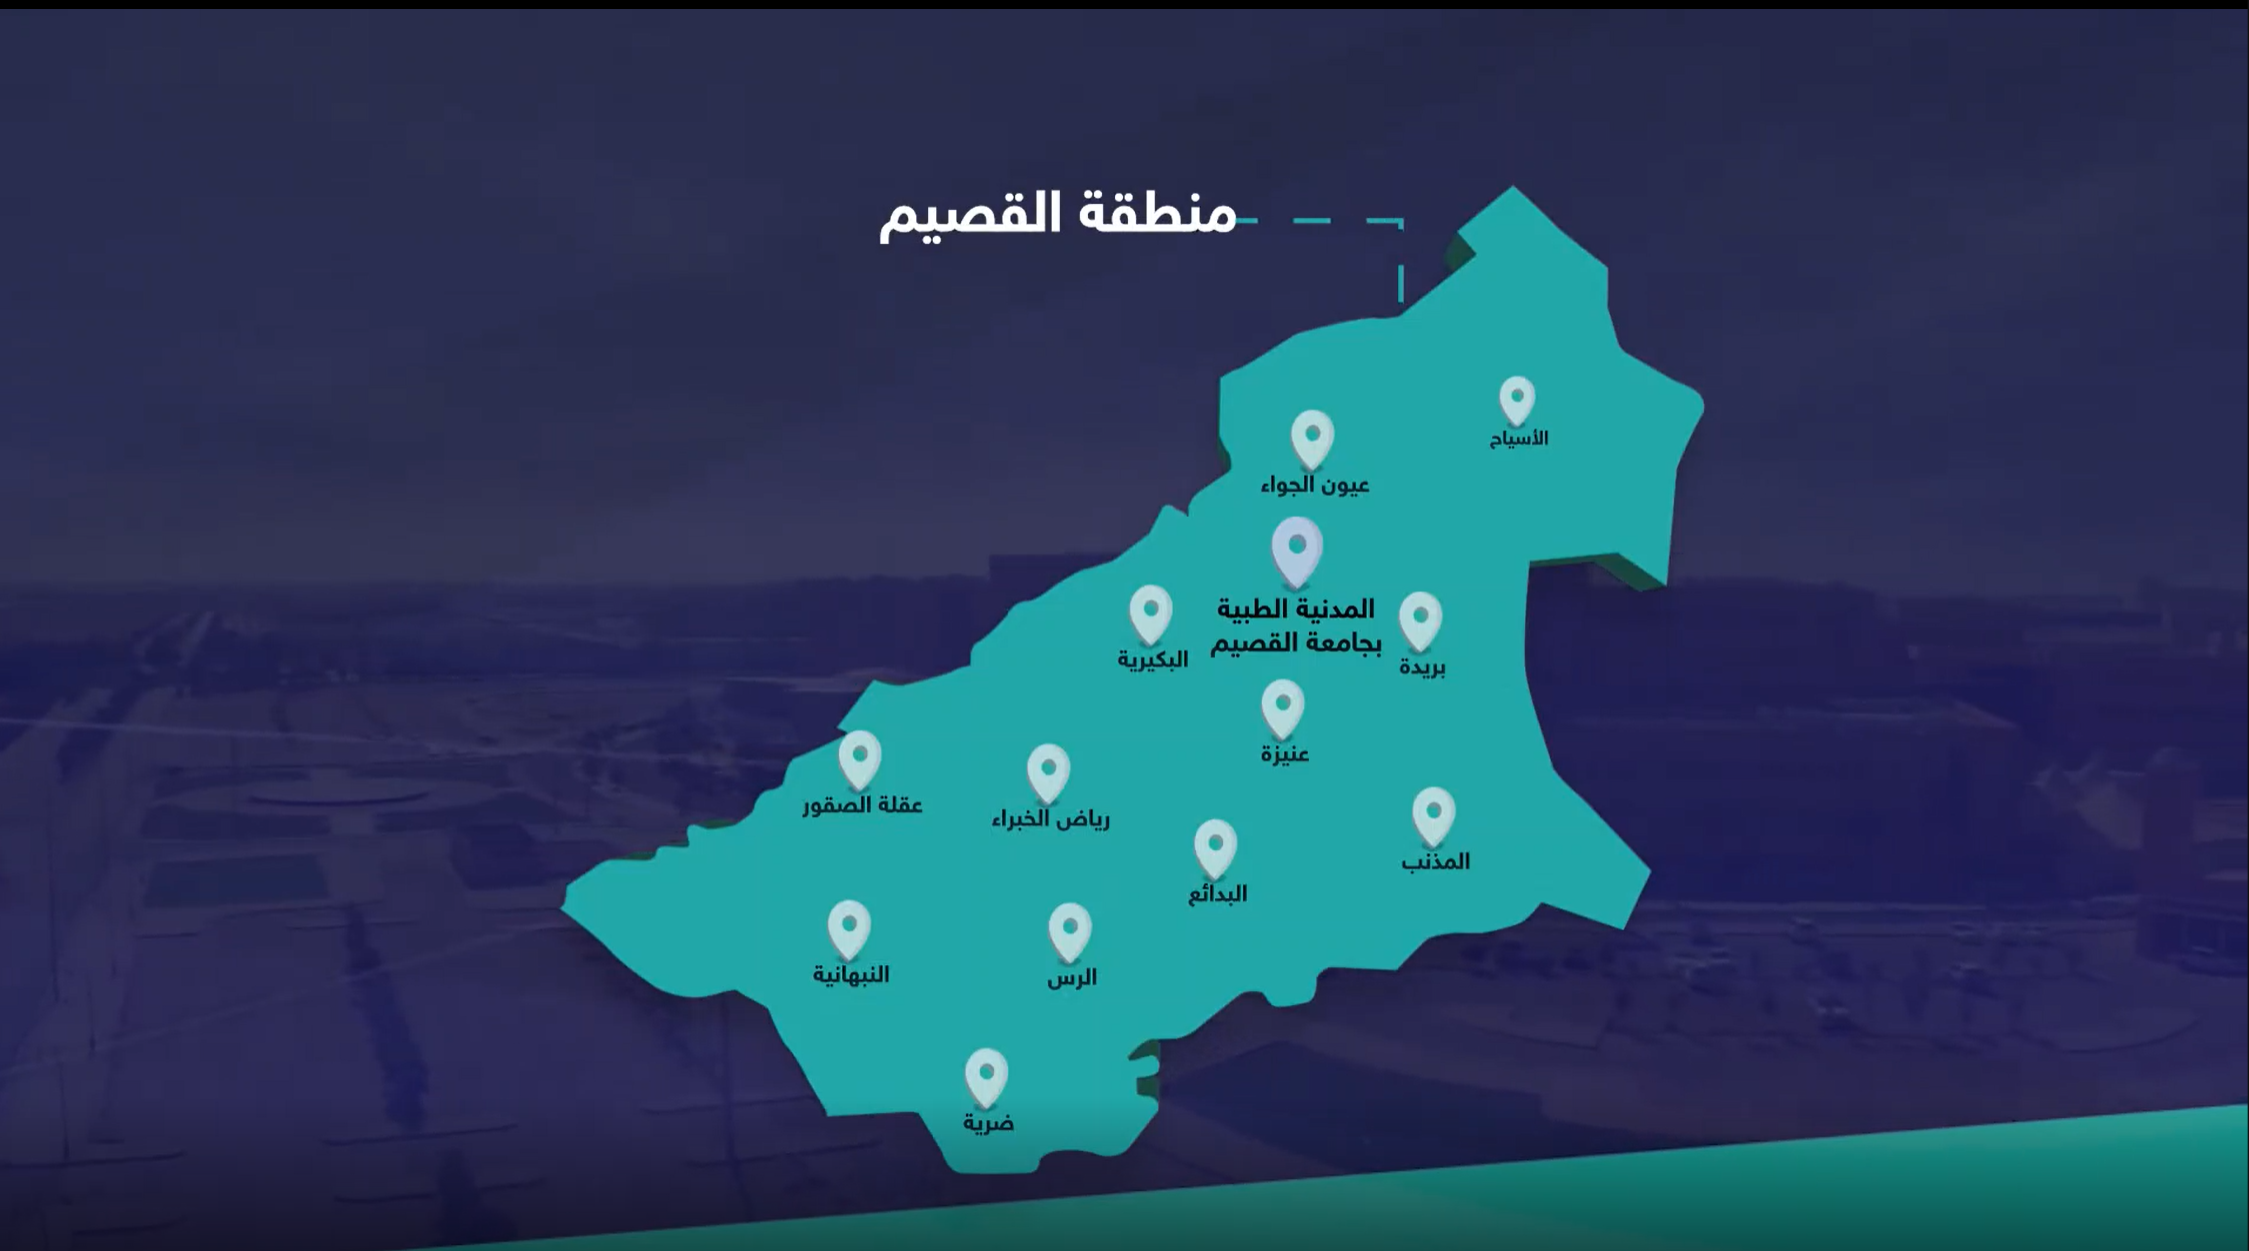 منطقة القصيم
الأسياح
عيون الجواء
المدنية الطبية
بجامعة القصيم
بريدة
البكيرية
عنيزة
عقلة الصقور
رياض الخبراء
المذنب
البدائع
النبهانية
الرس
ضرية